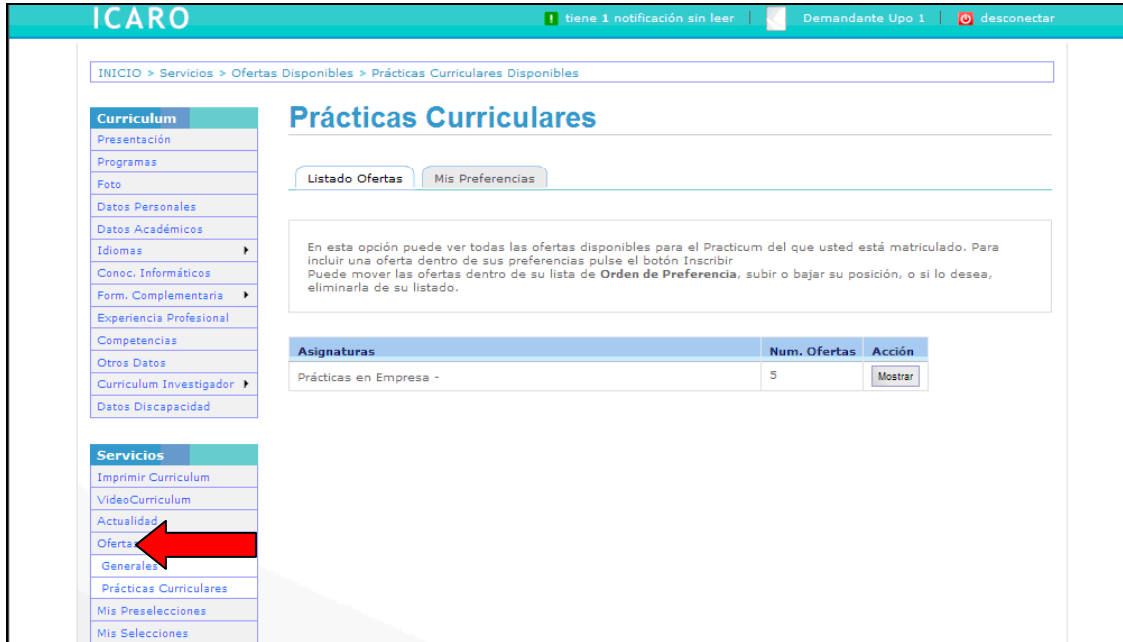 ICARO
tiene 1 notificación sin leer
Demandante Upo 1
desconectar
INICIO > Servicios > Ofertas Disponibles > Prácticas Curriculares Disponibles
Curriculum
Presentación
Programas
Foto
Datos Personales
Datos Académicos
Idiomas
Conoc. Informáticos
Form. Complementaria
Experiencia Profesional
Competencias
Otros Datos
Curriculum Investigador
Datos Discapacidad
Servicios
Imprimir Curriculum
VideoCurriculum
Actualidad
Ofertas
Generales
Prácticas Curriculares
Mis Preselecciones
Mis Selecciones
Prácticas Curriculares
Listado Ofertas Mis Preferencias
En esta opción puede ver todas las ofertas disponibles para el Practicum del que usted está matriculado. Para
incluir una oferta dentro de sus preferencias pulse el botón Inscribir
Puede mover las ofertas dentro de su lista de Orden de Preferencia, subir o bajar su posición, o si lo desea,
eliminarla de su listado.
Asignaturas Num. Ofertas Acción
Prácticas en Empresa - 5 Mostrar